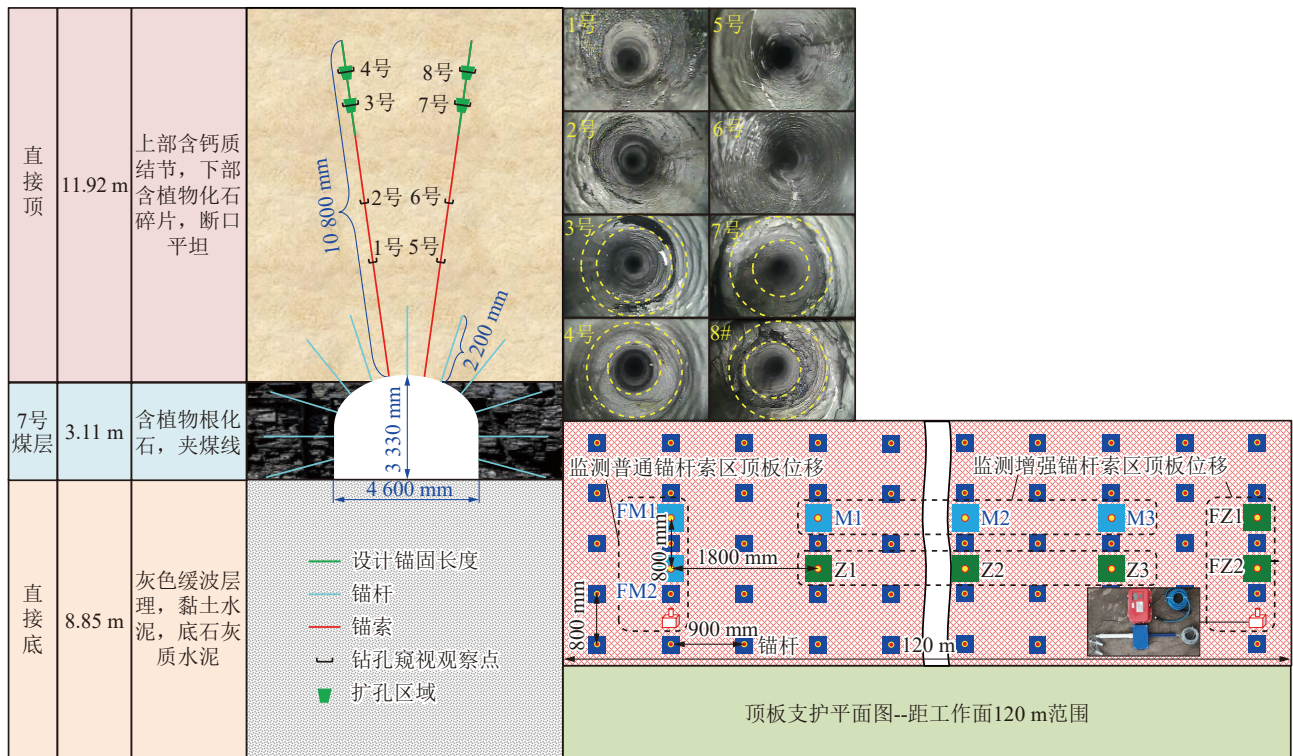 直接顶
11.92 m
上部含钙质
结节，下部
含植物化石
碎片，断口
平坦
7号
煤层
3.11 m
含植物根化
石，夹煤线
直接底
8.85 m
灰色缓波层
理，黏土水
泥，底石灰
质水泥
4号
8号
3号
7号
2号
6号
1号
5号
10 800 mm
2 200 mm
3 330 mm
4 600 mm
设计锚固长度
锚杆
锚索
钻孔窥视观察点
扩孔区域
1号
5号
2号
6号
3号
7号
4号
8#
监测普通锚杆索区顶板位移
监测增强锚杆索区顶板位移
FM1
M1
M2
M3
FZ1
800 mm
1800 mm
Z1
Z2
Z3
FZ2
FM2
800 mm
900 mm
锚杆
120 m
顶板支护平面图--距工作面120 m范围